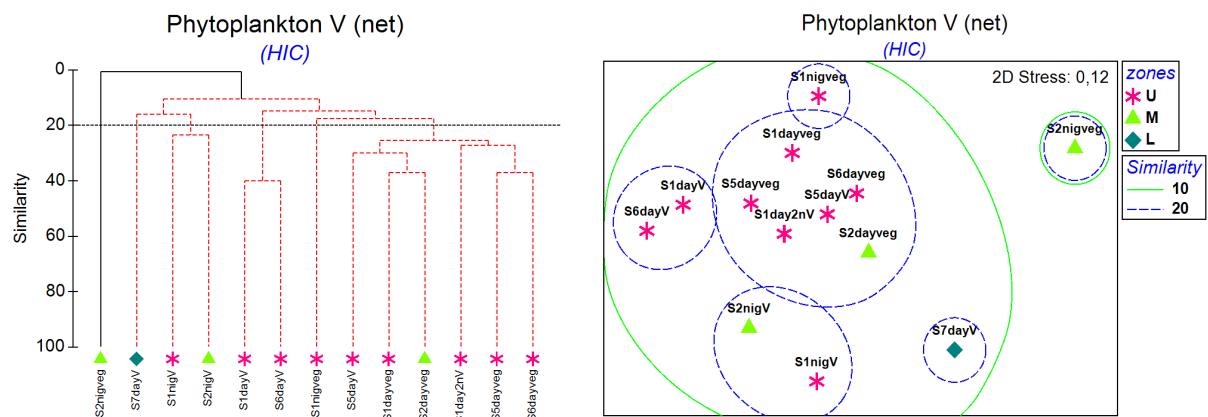 Phytoplankton V (net)
(HIC)
0
20
40
60
80
100
Similarity
S2nigveg
S7dayV
S1nigV
S2nigV
S1dayV
S6dayV
S1nigveg
S5dayV
S1dayveg
S2dayveg
S1day2nV
S5dayveg
S6dayveg
Phytoplankton V (net)
(HIC)
2D Stress: 0,12
S1nigveg
S2nigveg
S1dayveg
S6dayveg
S1dayV
S5dayveg
S5dayV
S6dayV
S1day2nV
S2dayveg
S2nigV
S7dayV
S1nigV
zones
U
M
L
Similarity
10
20